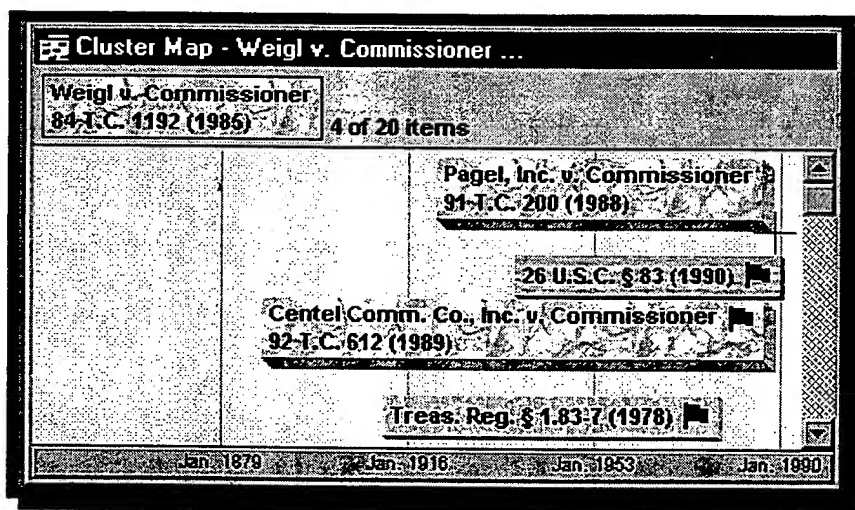 Cluster Map - Weigl v. Commissioner ...
Weigl v. Commissioner
84 T.C. 1192 (1985)
4 of 20 items
Pagel, Inc. v. Commissioner
91 T.C. 200 (1988)
26 U.S.C. § 83 (1990)
Centel Comm. Co., Inc. v. Commissioner
92 T.C. 612 (1989)
Treas. Reg. § 1.83-7 (1978)
Jan. 1879 Jan. 1916 Jan. 1953 Jan. 1990